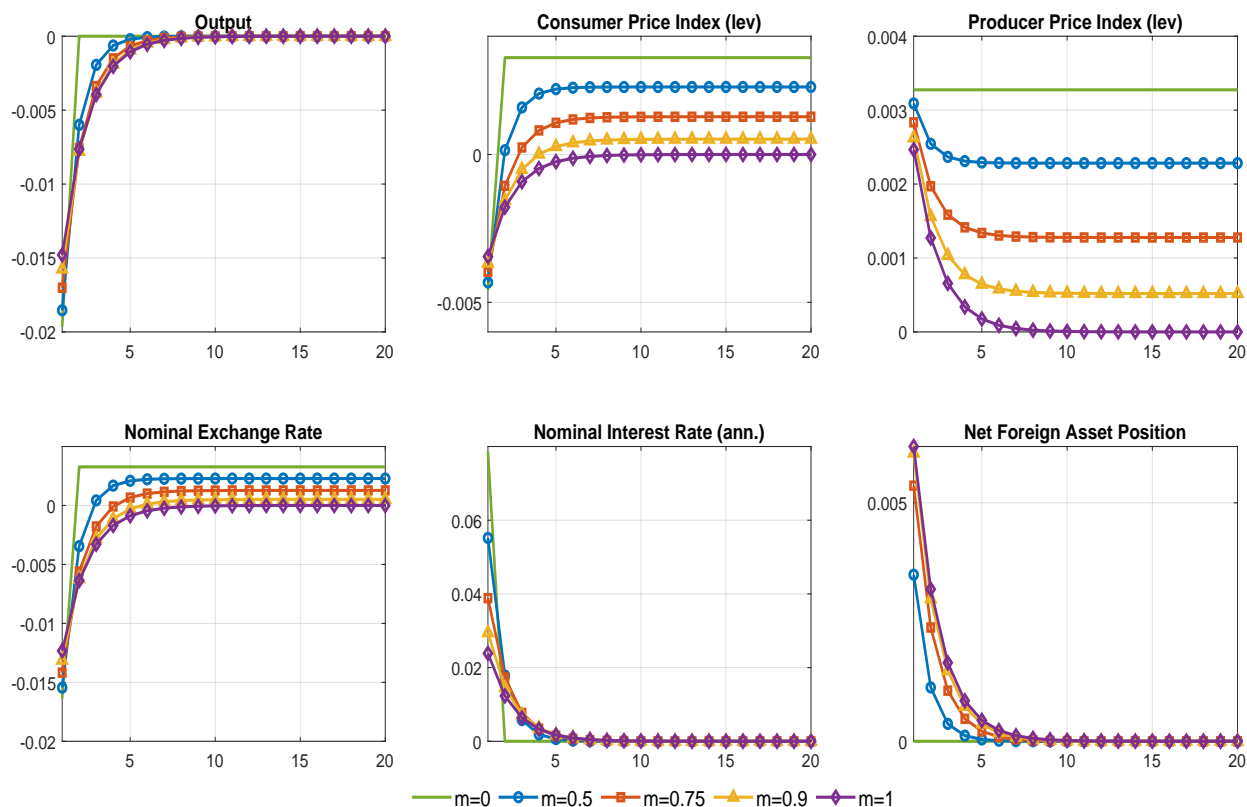 Output
0
-0.005
-0.01
-0.015
-0.02
5 10 15 20
Consumer Price Index (lev)
0
-0.005
5 10 15 20
Producer Price Index (lev)
0.004
0.003
0.002
0.001
0
5 10 15 20
Nominal Exchange Rate
0
-0.005
-0.01
-0.015
-0.02
5 10 15 20
Nominal Interest Rate (ann.)
0.06
0.04
0.02
0
5 10 15 20
Net Foreign Asset Position
0.005
0
5 10 15 20
m=0 m=0.5 m=0.75 m=0.9 m=1